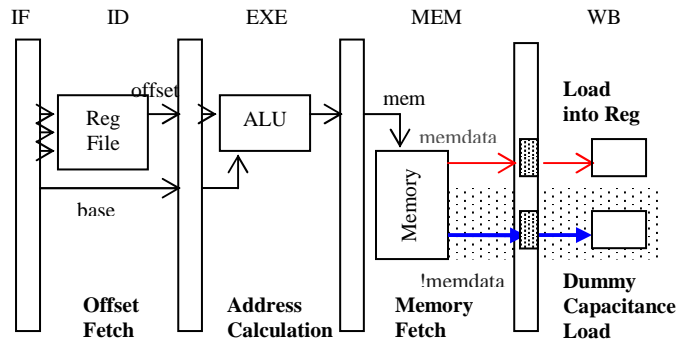 IF ID EXE MEM WB
offset
Reg
File
ALU
mem
Load
into Reg
memdata
Memory
base
!memdata
Offset
Fetch
Address
Calculation
Memory
Fetch
Dummy
Capacitance
Load